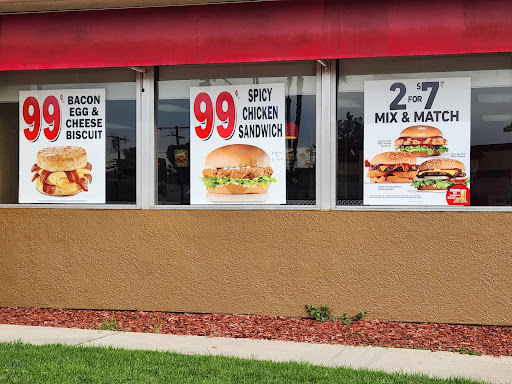 99¢ BACON
EGG &
CHEESE
BISCUIT
99¢ SPICY
CHICKEN
SANDWICH
2 FOR $7
MIX & MATCH